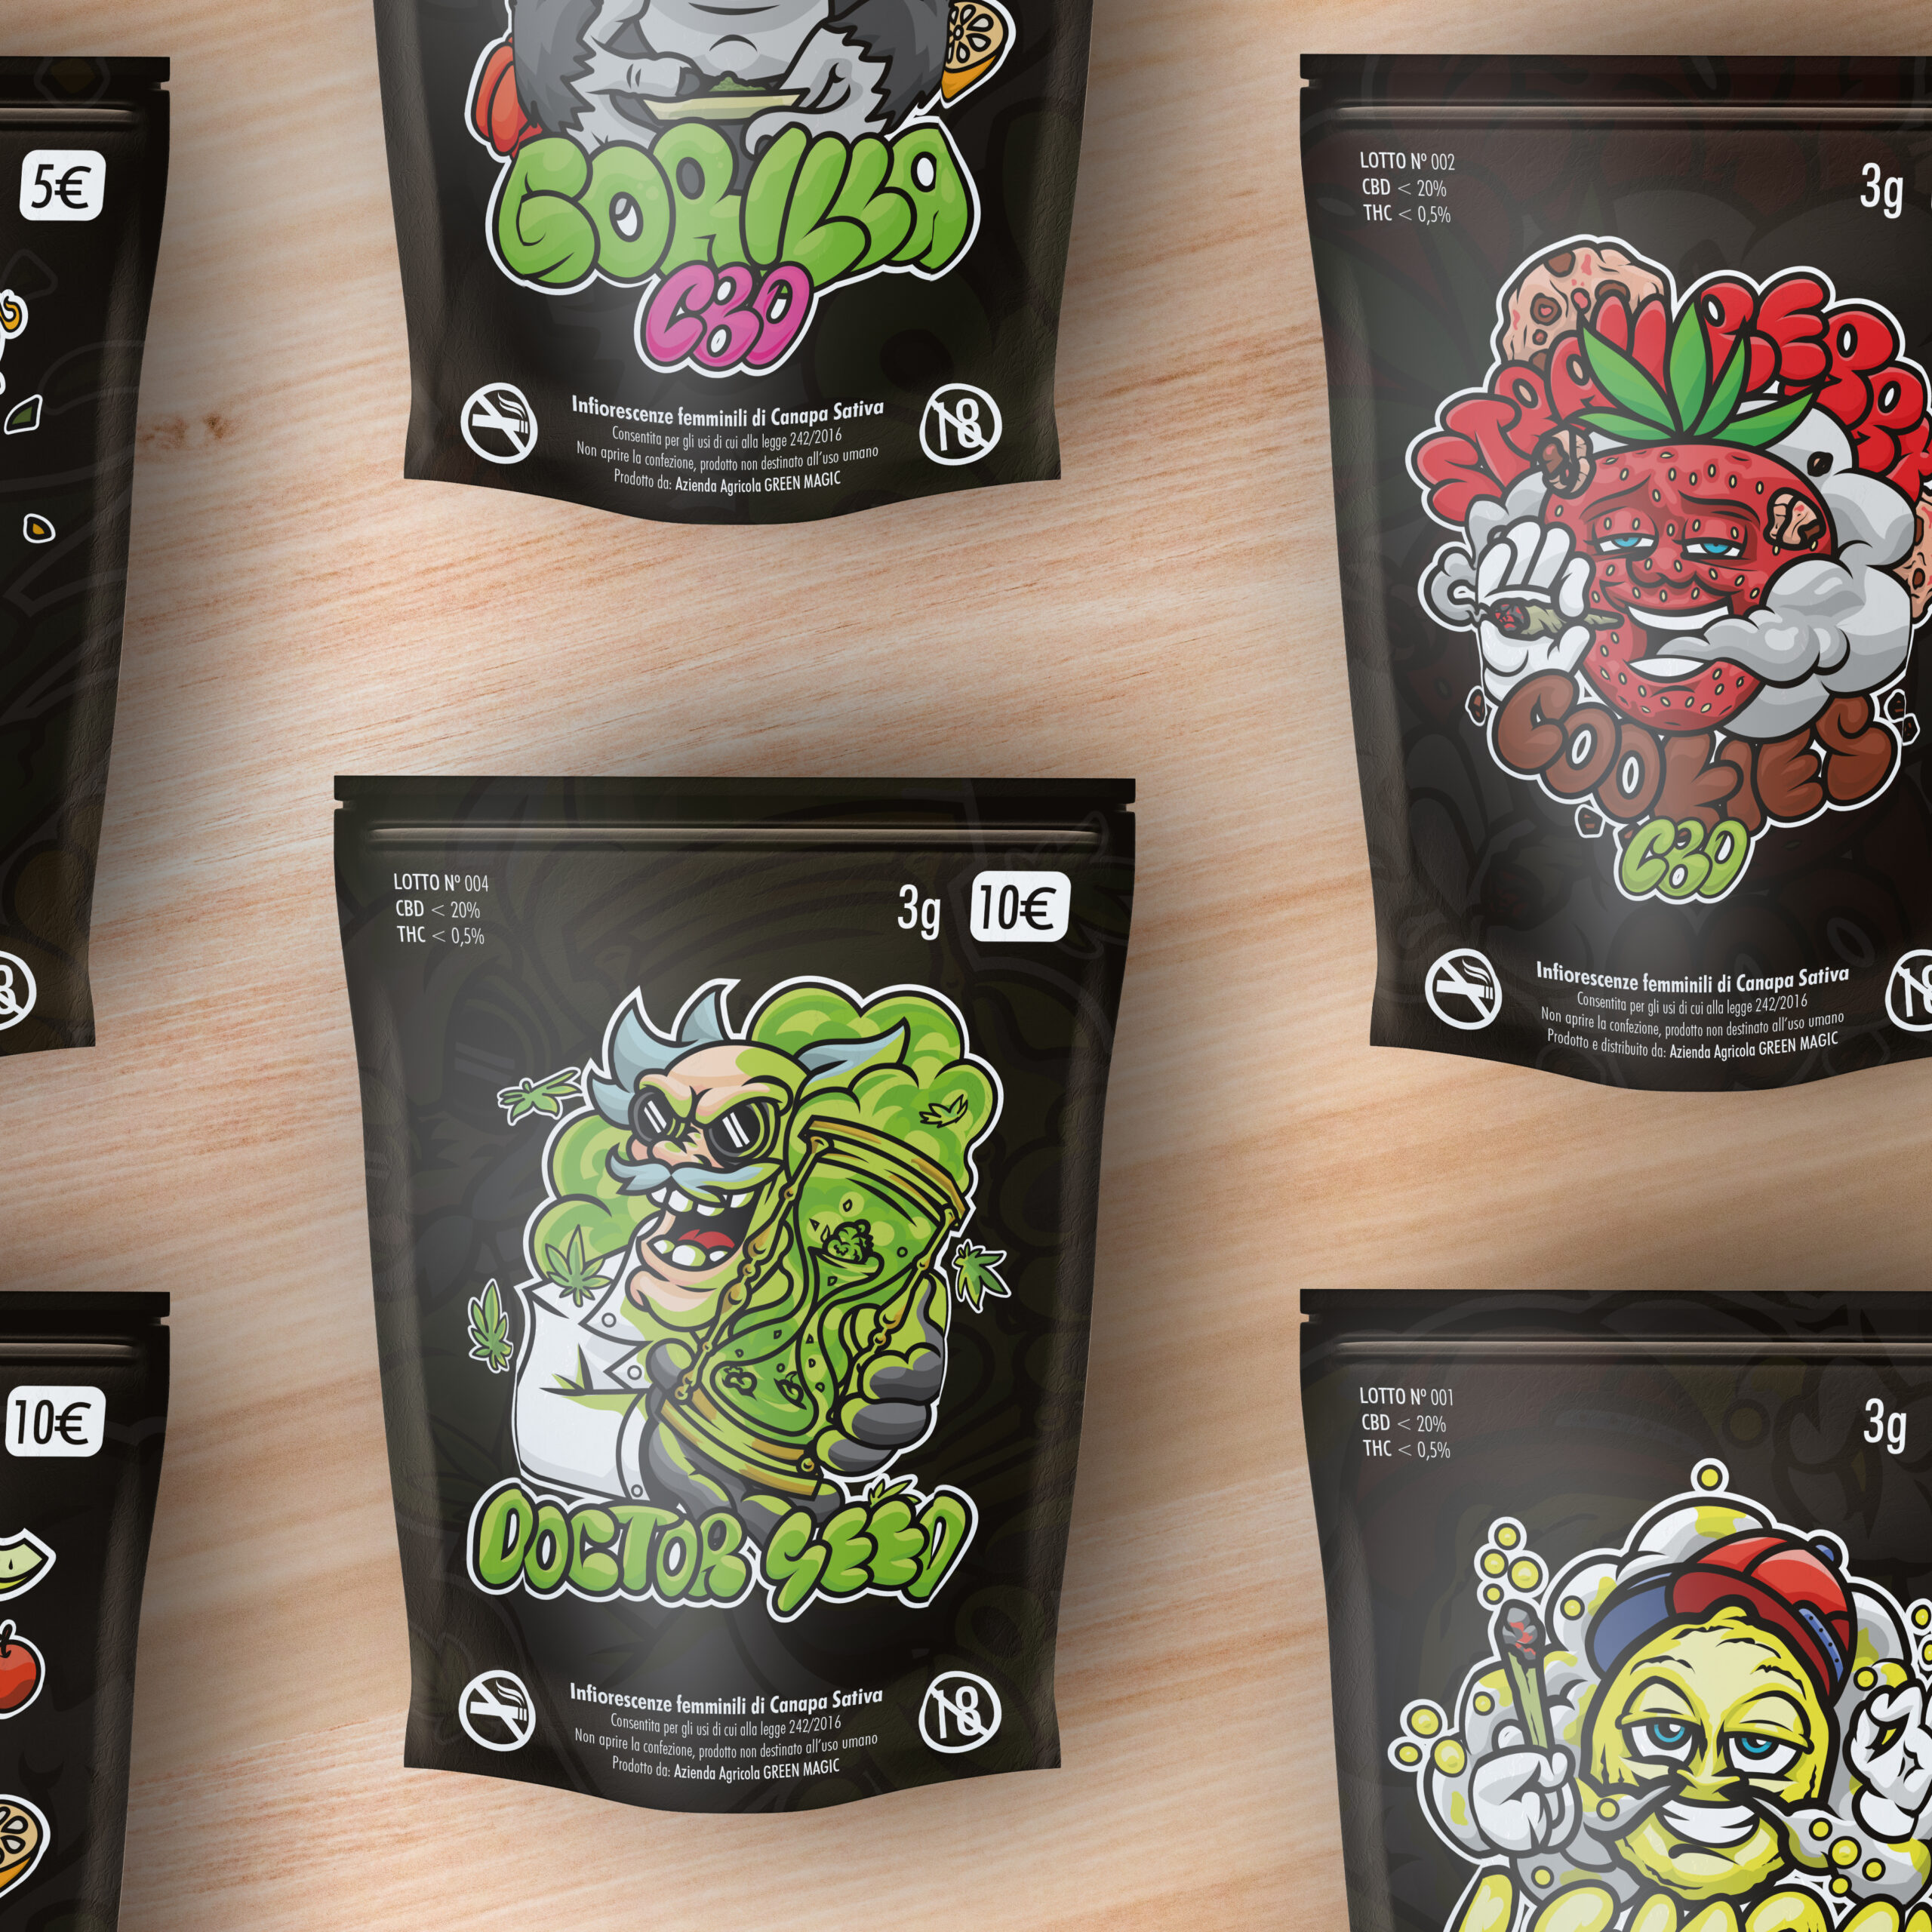 5€
GORILLA
CBD
Infiorescenze femminili di Canapa Sativa
Consentita per gli usi di cui alla legge 242/2016
Non aprire la confezione, prodotto non destinato all'uso umano
Prodotto da: Azienda Agricola GREEN MAGIC
18
LOTTO Nº 002
CBD < 20%
THC < 0,5%
3g
COOKIES
CBD
Infiorescenze femminili di Canapa Sativa
Consentita per gli usi di cui alla legge 242/2016
Non aprire la confezione, prodotto non destinato all'uso umano
Prodotto e distribuito da: Azienda Agricola GREEN MAGIC
LOTTO Nº 004
CBD < 20%
THC < 0,5%
3g 10€
DOCTOR SEED
Infiorescenze femminili di Canapa Sativa
Consentita per gli usi di cui alla legge 242/2016
Non aprire la confezione, prodotto non destinato all'uso umano
Prodotto da: Azienda Agricola GREEN MAGIC
18
10€
LOTTO Nº 001
CBD < 20%
THC < 0,5%
3g